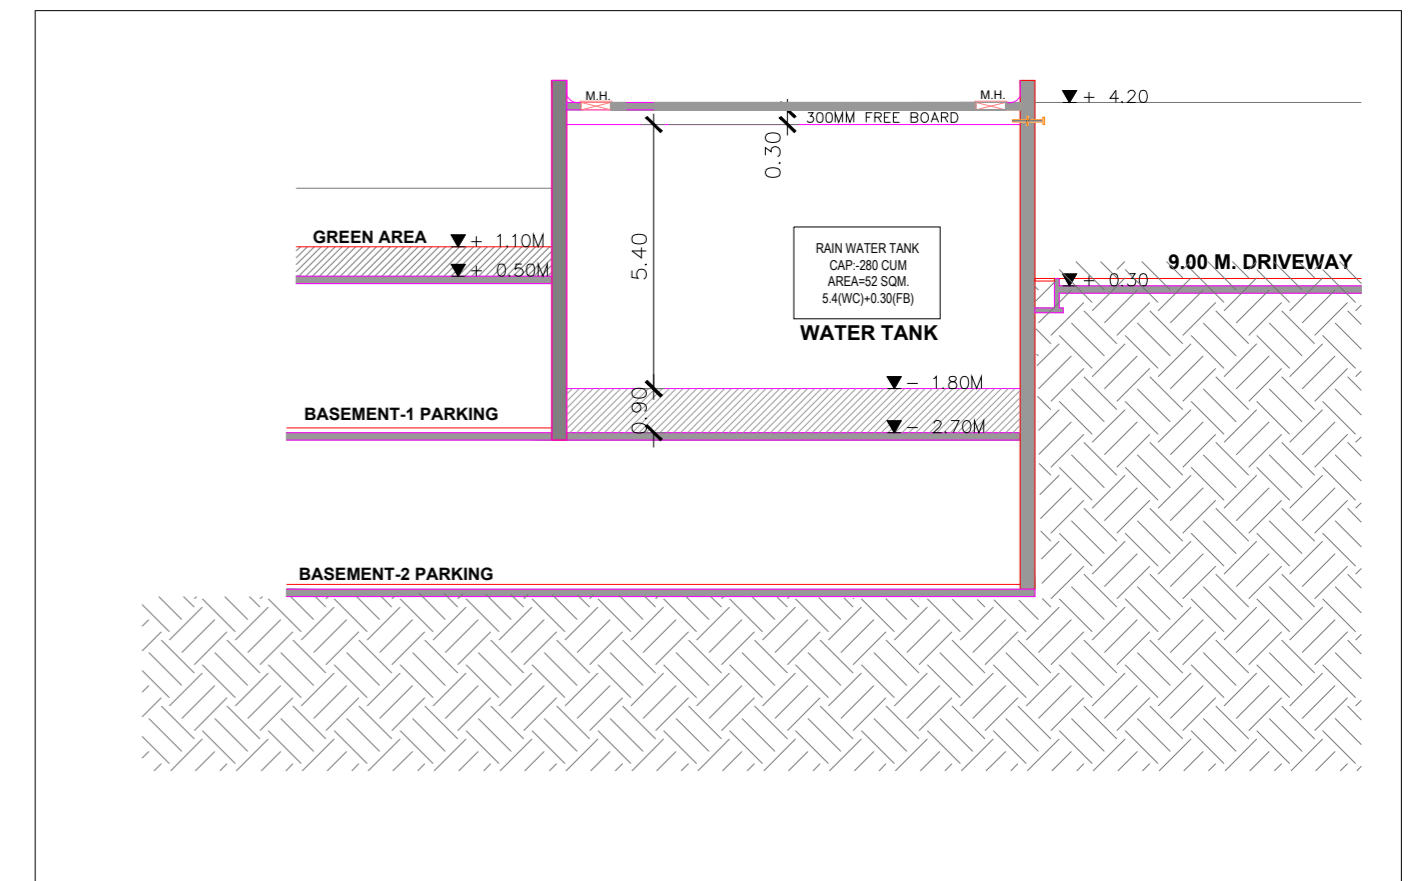 M.H.
M.H.
+ 4.20
300MM FREE BOARD
0.30
GREEN AREA
+ 1.10M
+ 0.50M
5.40
RAIN WATER TANK
CAP:-280 CUM
AREA=52 SQM.
5.4(WC)+0.30(FB)
WATER TANK
9.00 M. DRIVEWAY
+ 0.30
- 1.80M
0.90
- 2.70M
BASEMENT-1 PARKING
BASEMENT-2 PARKING